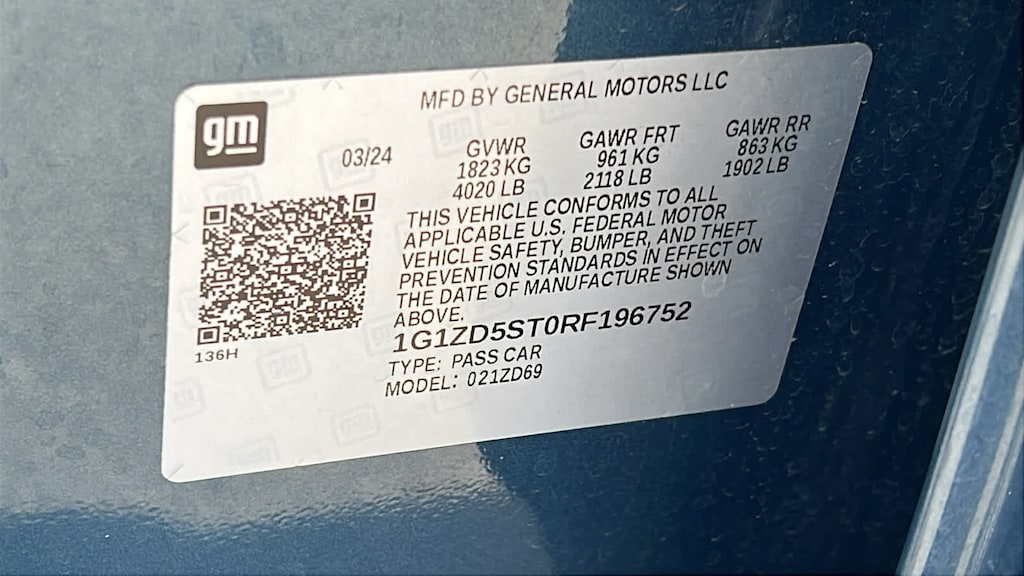 MFD BY GENERAL MOTORS LLC
gm
03/24
GVWR
1823 KG
4020 LB
GAWR FRT
961 KG
2118 LB
GAWR RR
863 KG
1902 LB
THIS VEHICLE CONFORMS TO ALL
APPLICABLE U.S. FEDERAL MOTOR
VEHICLE SAFETY, BUMPER, AND THEFT
PREVENTION STANDARDS IN EFFECT ON
THE DATE OF MANUFACTURE SHOWN
ABOVE.
1G1ZD5ST0RF196752
TYPE: PASS CAR
MODEL: 021ZD69
136H